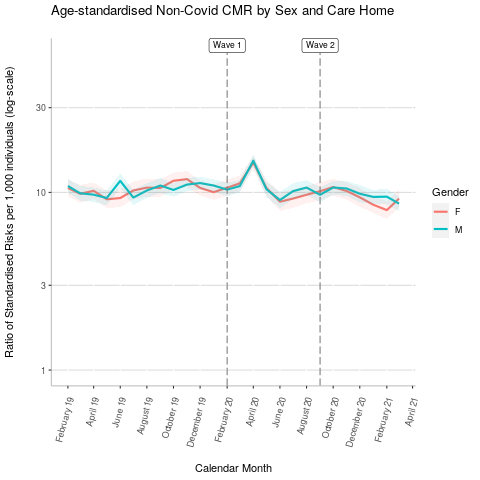 Age-standardised Non-Covid CMR by Sex and Care Home
Wave 1
Wave 2
Ratio of Standardised Risks per 1,000 individuals (log-scale)
30
10
3
1
February 19
April 19
June 19
August 19
October 19
December 19
February 20
April 20
June 20
August 20
October 20
December 20
February 21
April 21
Calendar Month
Gender
F
M